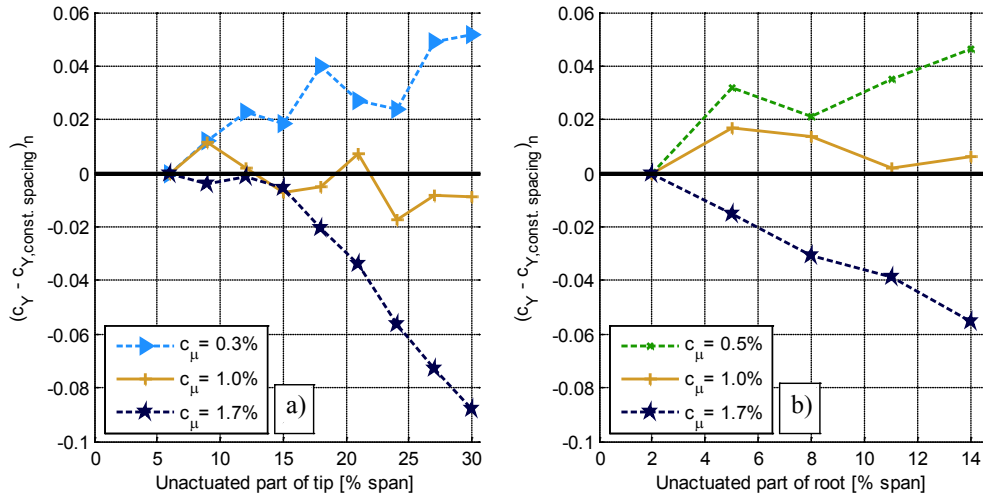 0.06
0.04
0.02
0
-0.02
-0.04
-0.06
-0.08
-0.1
(c_Y - c_Y,const. spacing)_n
c_μ = 0.3%
c_μ = 1.0%
c_μ = 1.7%
a)
0 5 10 15 20 25 30
Unactuated part of tip [% span]
0.06
0.04
0.02
0
-0.02
-0.04
-0.06
-0.08
-0.1
(c_Y - c_Y,const. spacing)_n
c_μ = 0.5%
c_μ = 1.0%
c_μ = 1.7%
b)
0 2 4 6 8 10 12 14
Unactuated part of root [% span]